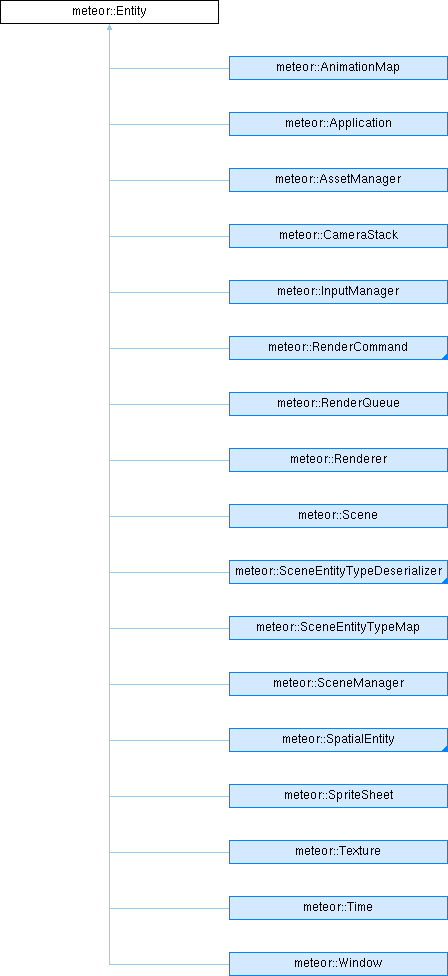 meteor::Entity
meteor::AnimationMap
meteor::Application
meteor::AssetManager
meteor::CameraStack
meteor::InputManager
meteor::RenderCommand
meteor::RenderQueue
meteor::Renderer
meteor::Scene
meteor::SceneEntityTypeDeserializer
meteor::SceneEntityTypeMap
meteor::SceneManager
meteor::SpatialEntity
meteor::SpriteSheet
meteor::Texture
meteor::Time
meteor::Window